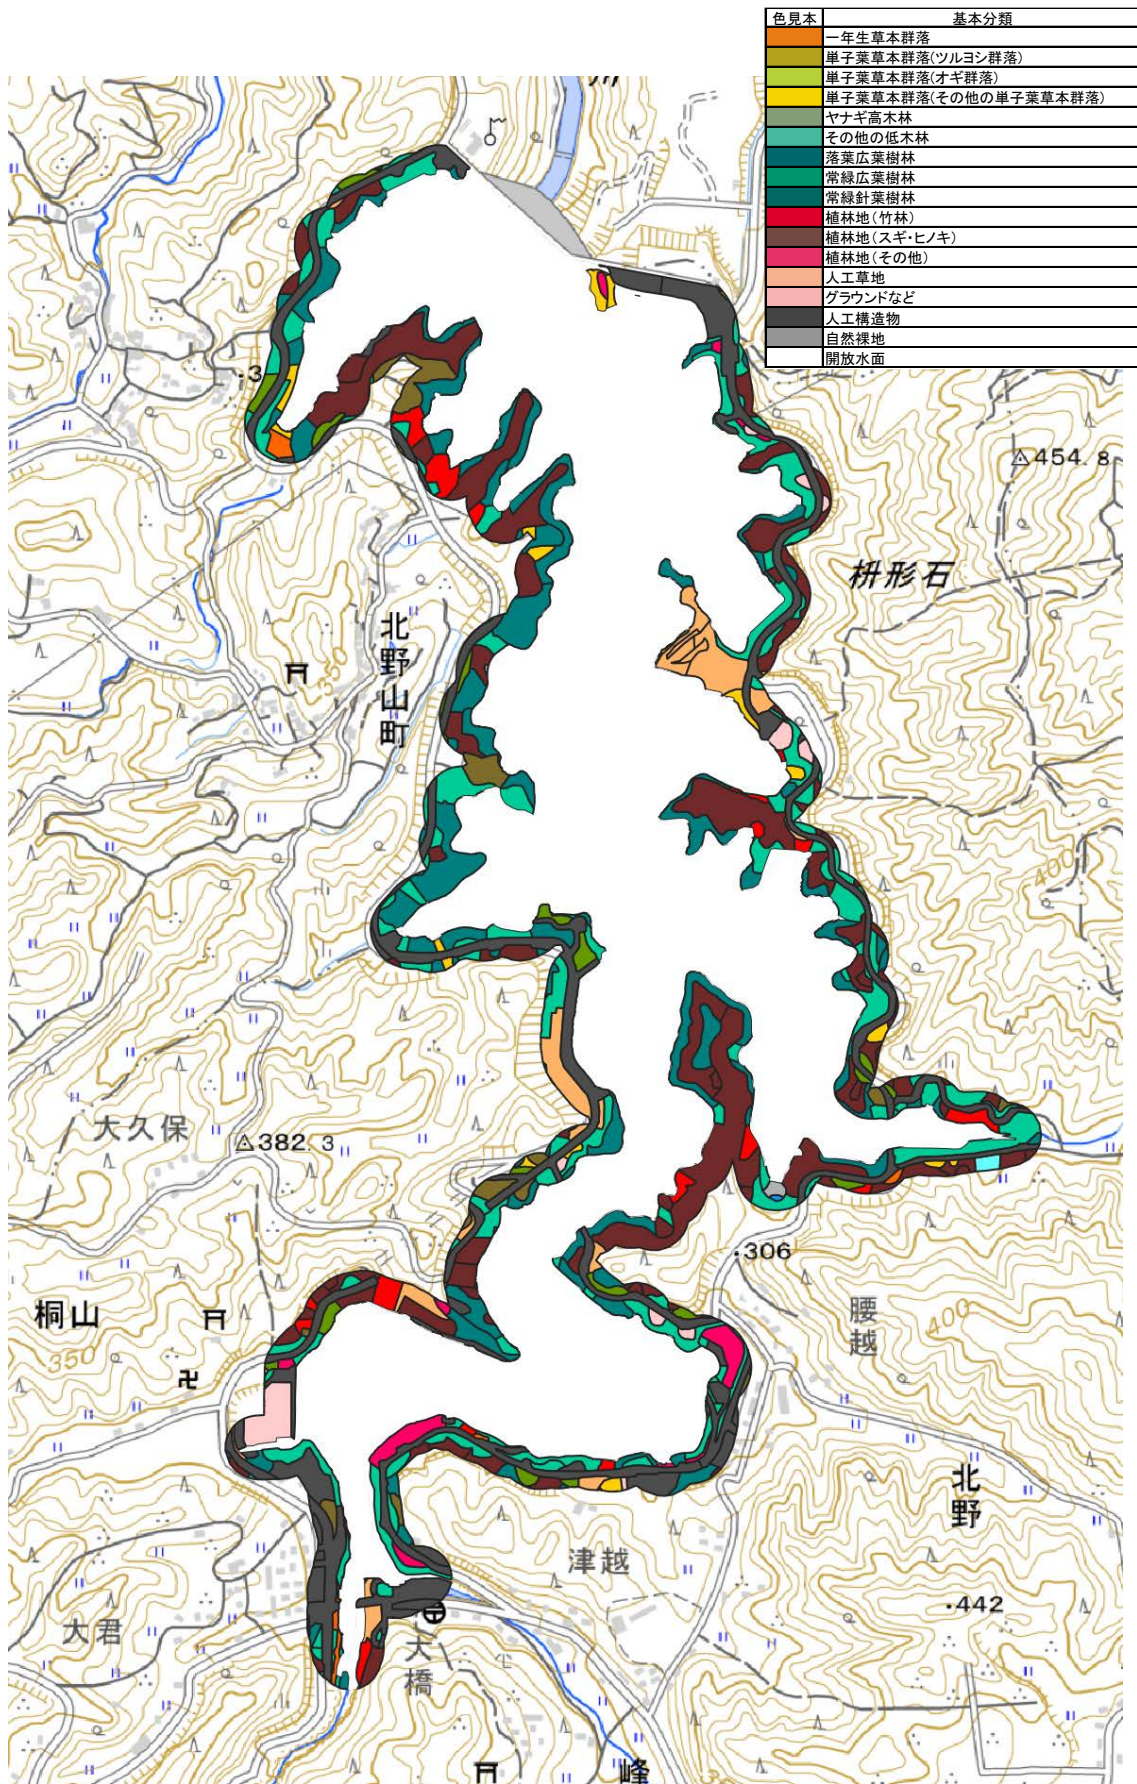 色見本 基本分類
一年生草本群落
単子葉草本群落(ツルヨシ群落)
単子葉草本群落(オギ群落)
単子葉草本群落(その他の単子葉草本群落)
ヤナギ高木林
その他の低木林
落葉広葉樹林
常緑広葉樹林
常緑針葉樹林
植林地(竹林)
植林地(スギ・ヒノキ)
植林地(その他)
人工草地
グラウンドなど
人工構造物
自然裸地
開放水面
川
・3
454.8
枡形石
北野山町
350
400
大久保
382.3
・306
桐山
350
腰越
400
北野
津越
・442
大君
大橋
峰